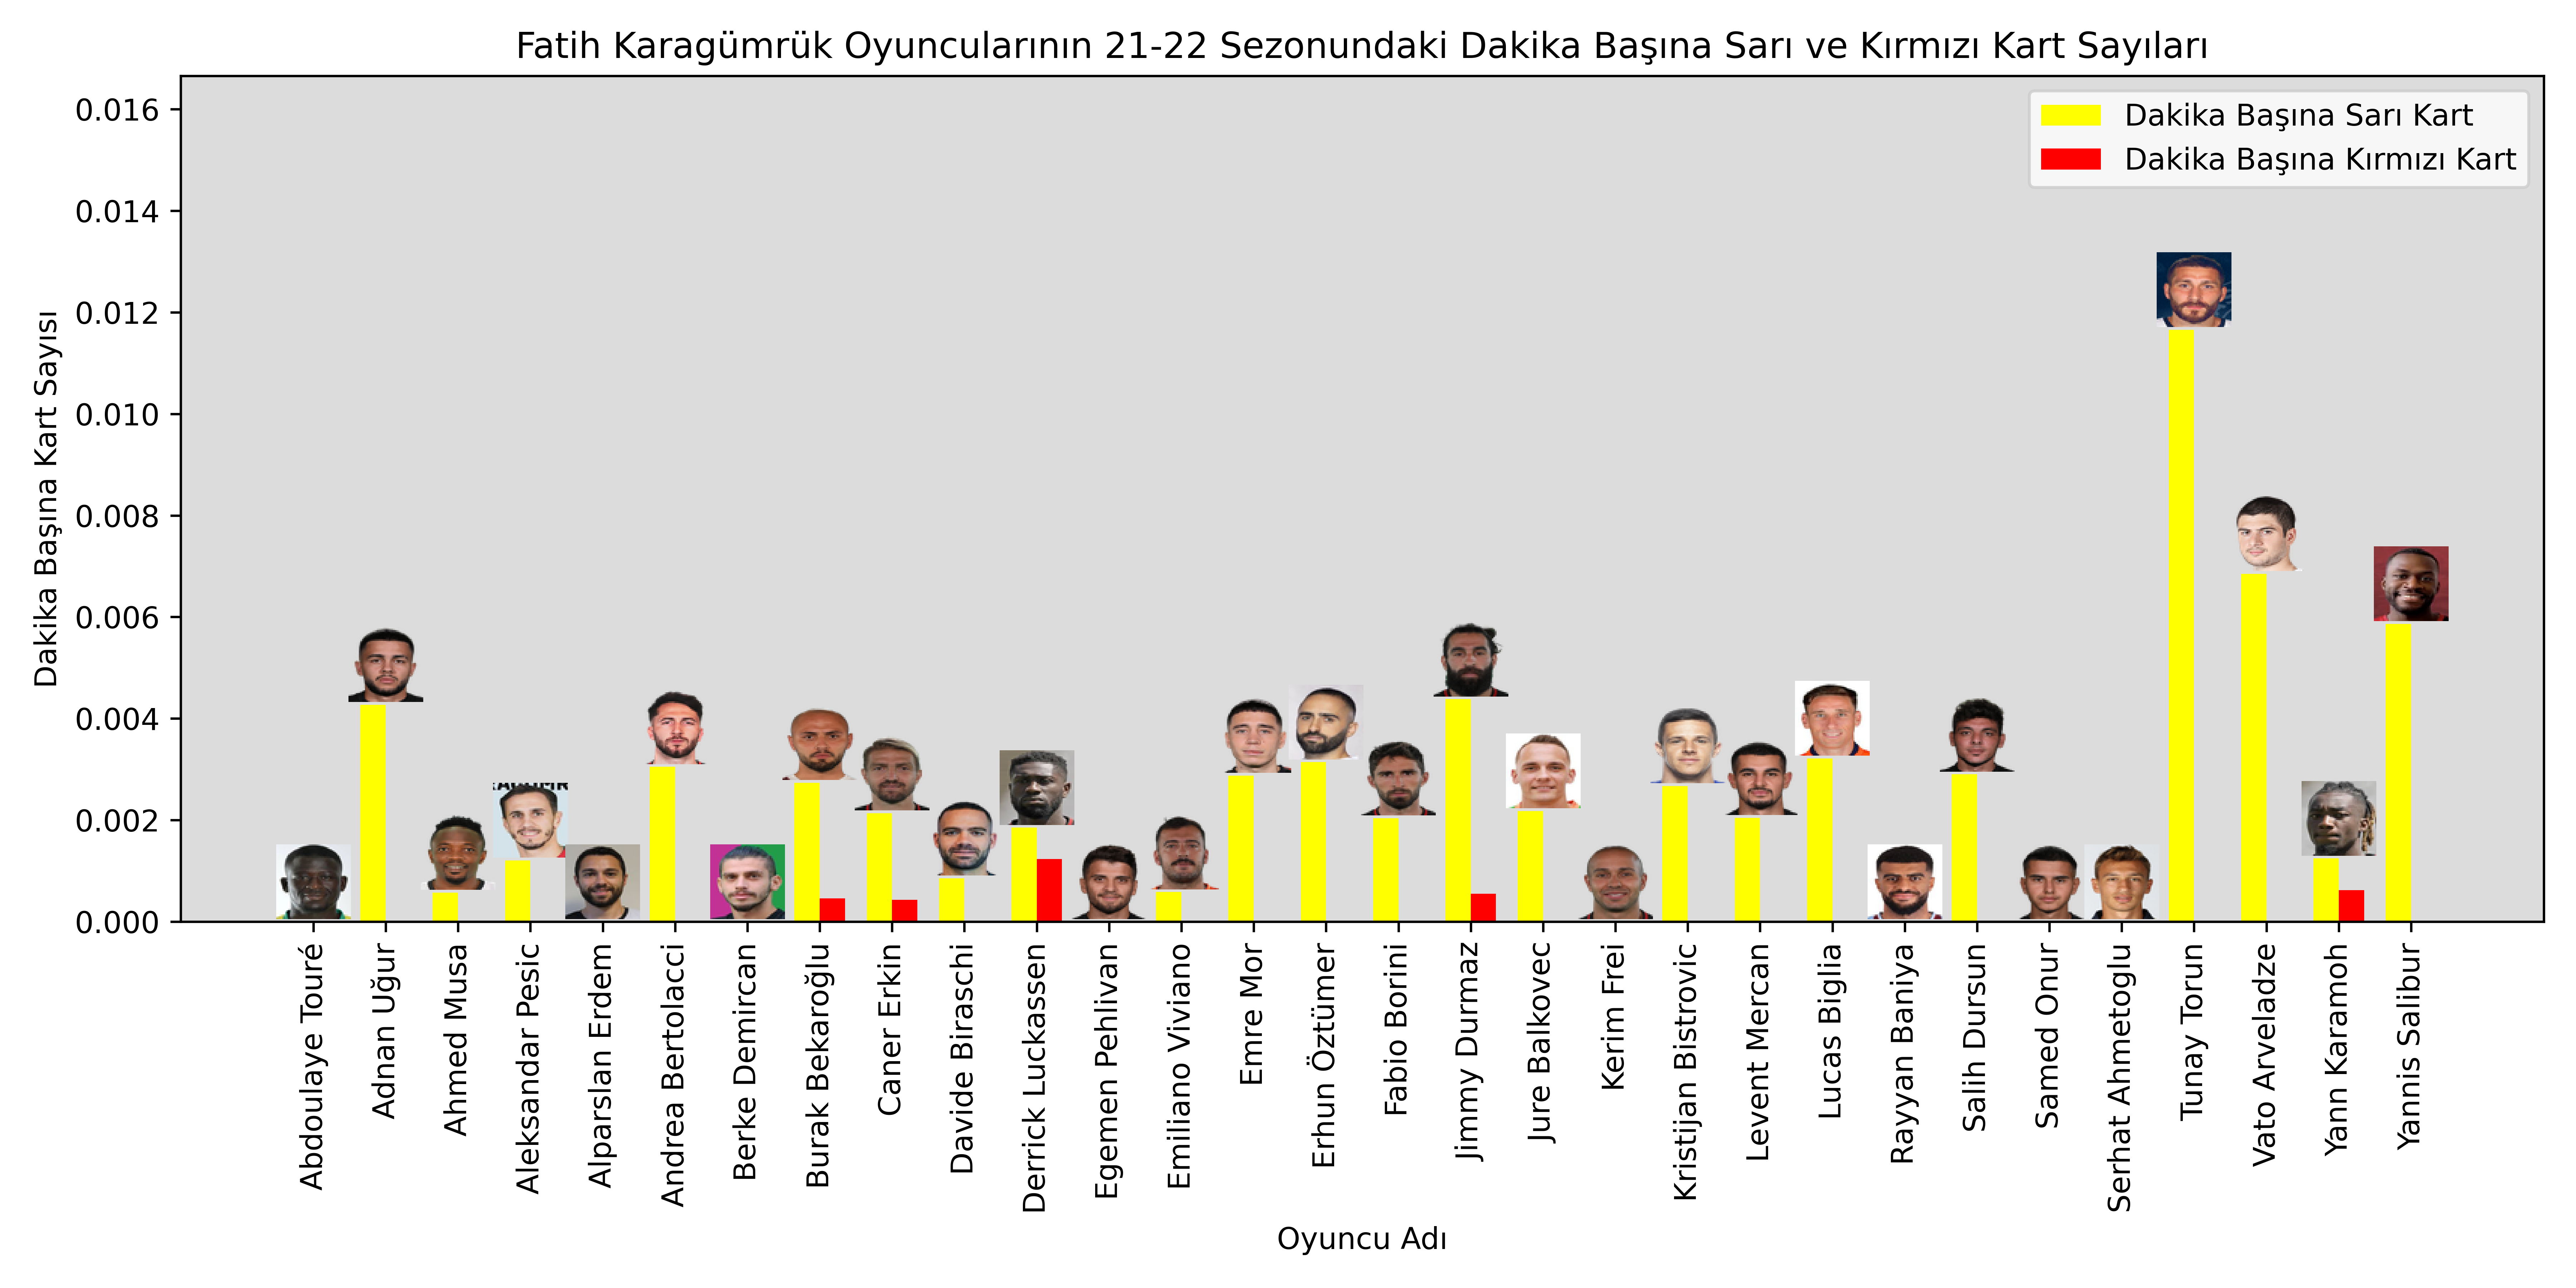 Fatih Karagümrük Oyuncularının 21-22 Sezonundaki Dakika Başına Sarı ve Kırmızı Kart Sayıları
Dakika Başına Sarı Kart
Dakika Başına Kırmızı Kart
Dakika Başına Kart Sayısı
0.016
0.014
0.012
0.010
0.008
0.006
0.004
0.002
0.000
Abdoulaye Touré
Adnan Uğur
Ahmed Musa
Aleksandar Pesic
Alparslan Erdem
Andrea Bertolacci
Berke Demircan
Burak Bekaroğlu
Caner Erkin
Davide Biraschi
Derrick Luckassen
Egemen Pehlivan
Emiliano Viviano
Emre Mor
Erhun Öztümer
Fabio Borini
Jimmy Durmaz
Jure Balkovec
Kerim Frei
Kristijan Bistrovic
Levent Mercan
Lucas Biglia
Rayyan Baniya
Salih Dursun
Samed Onur
Serhat Ahmetoglu
Tunay Torun
Vato Arveladze
Yann Karamoh
Yannis Salibur
Oyuncu Adı